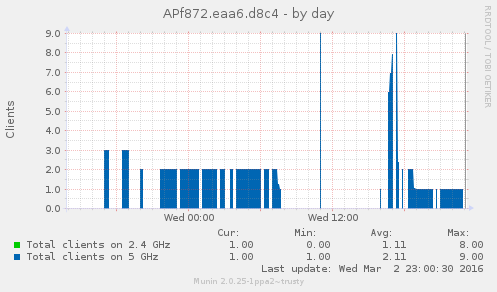 APf872.eaa6.d8c4 - by day
RRDTOOL / TOBI OETIKER
Clients
9.0
8.0
7.0
6.0
5.0
4.0
3.0
2.0
1.0
0.0
Wed 00:00 Wed 12:00
Cur: Min: Avg: Max:
Total clients on 2.4 GHz 1.00 0.00 1.11 8.00
Total clients on 5 GHz 1.00 1.00 2.11 9.00
Last update: Wed Mar 2 23:00:30 2016
Munin 2.0.25-1ppa2~trusty